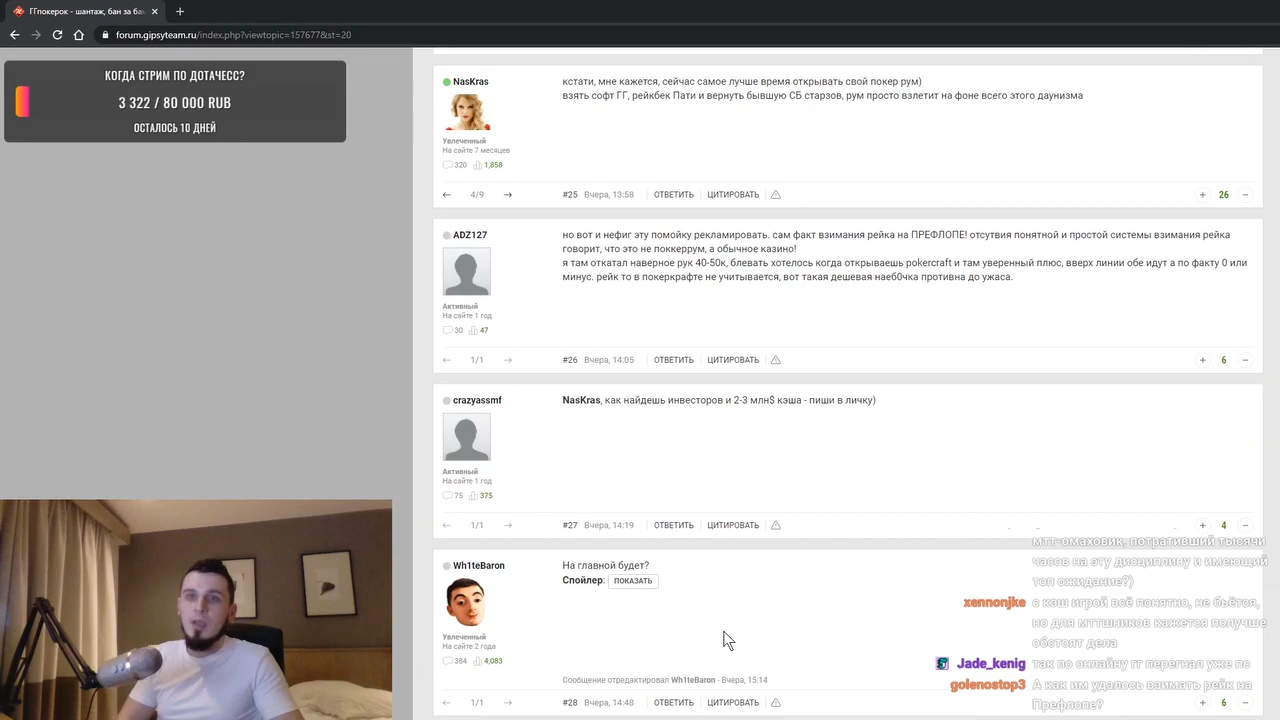 ГГпокерок - шантаж, бан за ба
forum.gipsyteam.ru/index.php?viewtopic=157677&st=20
КОГДА СТРИМ ПО ДОТАЧЕСС?
3 322 / 80 000 RUB
ОСТАЛОСЬ 10 ДНЕЙ
NasKras
Увлеченный
На сайте 7 месяцев
320 1,858
кстати, мне кажется, сейчас самое лучше время открывать свой покер рум)
взять софт ГГ, рейкбек Пати и вернуть бывшую СБ старзов, рум просто взлетит на фоне всего этого даунизма
← 4/9 → #25 Вчера, 13:58 ОТВЕТИТЬ ЦИТИРОВАТЬ + 26 −
ADZ127
Активный
На сайте 1 год
30 47
но вот и нефиг эту помойку рекламировать. сам факт взимания рейка на ПРЕФЛОПЕ! отсутвия понятной и простой системы взимания рейка
говорит, что это не поккеррум, а обычное казино!
я там откатал наверное рук 40-50к, блевать хотелось когда открываешь pokercraft и там уверенный плюс, вверх линии обе идут а по факту 0 или
минус. рейк то в покеркрафте не учитывается, вот такая дешевая нае60чка противна до ужаса.
← 1/1 → #26 Вчера, 14:05 ОТВЕТИТЬ ЦИТИРОВАТЬ + 6 −
crazyassmf
Активный
На сайте 1 год
75 375
NasKras, как найдешь инвесторов и 2-3 млн$ кэша - пиши в личку)
← 1/1 → #27 Вчера, 14:19 ОТВЕТИТЬ ЦИТИРОВАТЬ + 4 −
Wh1teBaron
Увлеченный
На сайте 2 года
384 4,083
На главной будет?
Спойлер: ПОКАЗАТЬ
Сообщение отредактировал Wh1teBaron - Вчера, 15:14
← 1/1 → #28 Вчера, 14:48 ОТВЕТИТЬ ЦИТИРОВАТЬ + 6 −
мтт-омаховик, потративший тысячи
часов на эту дисциплину и имеющий
топ ожидание?)
xennonjke с кэш игрой всё понятно, не бьётся,
но для мттшников кажется получше
обстоят дела
Jade_kenig так по онлайну гг перегнал уже пс
golenostop3 А как им удалось взимать рейк на
Префлопе?